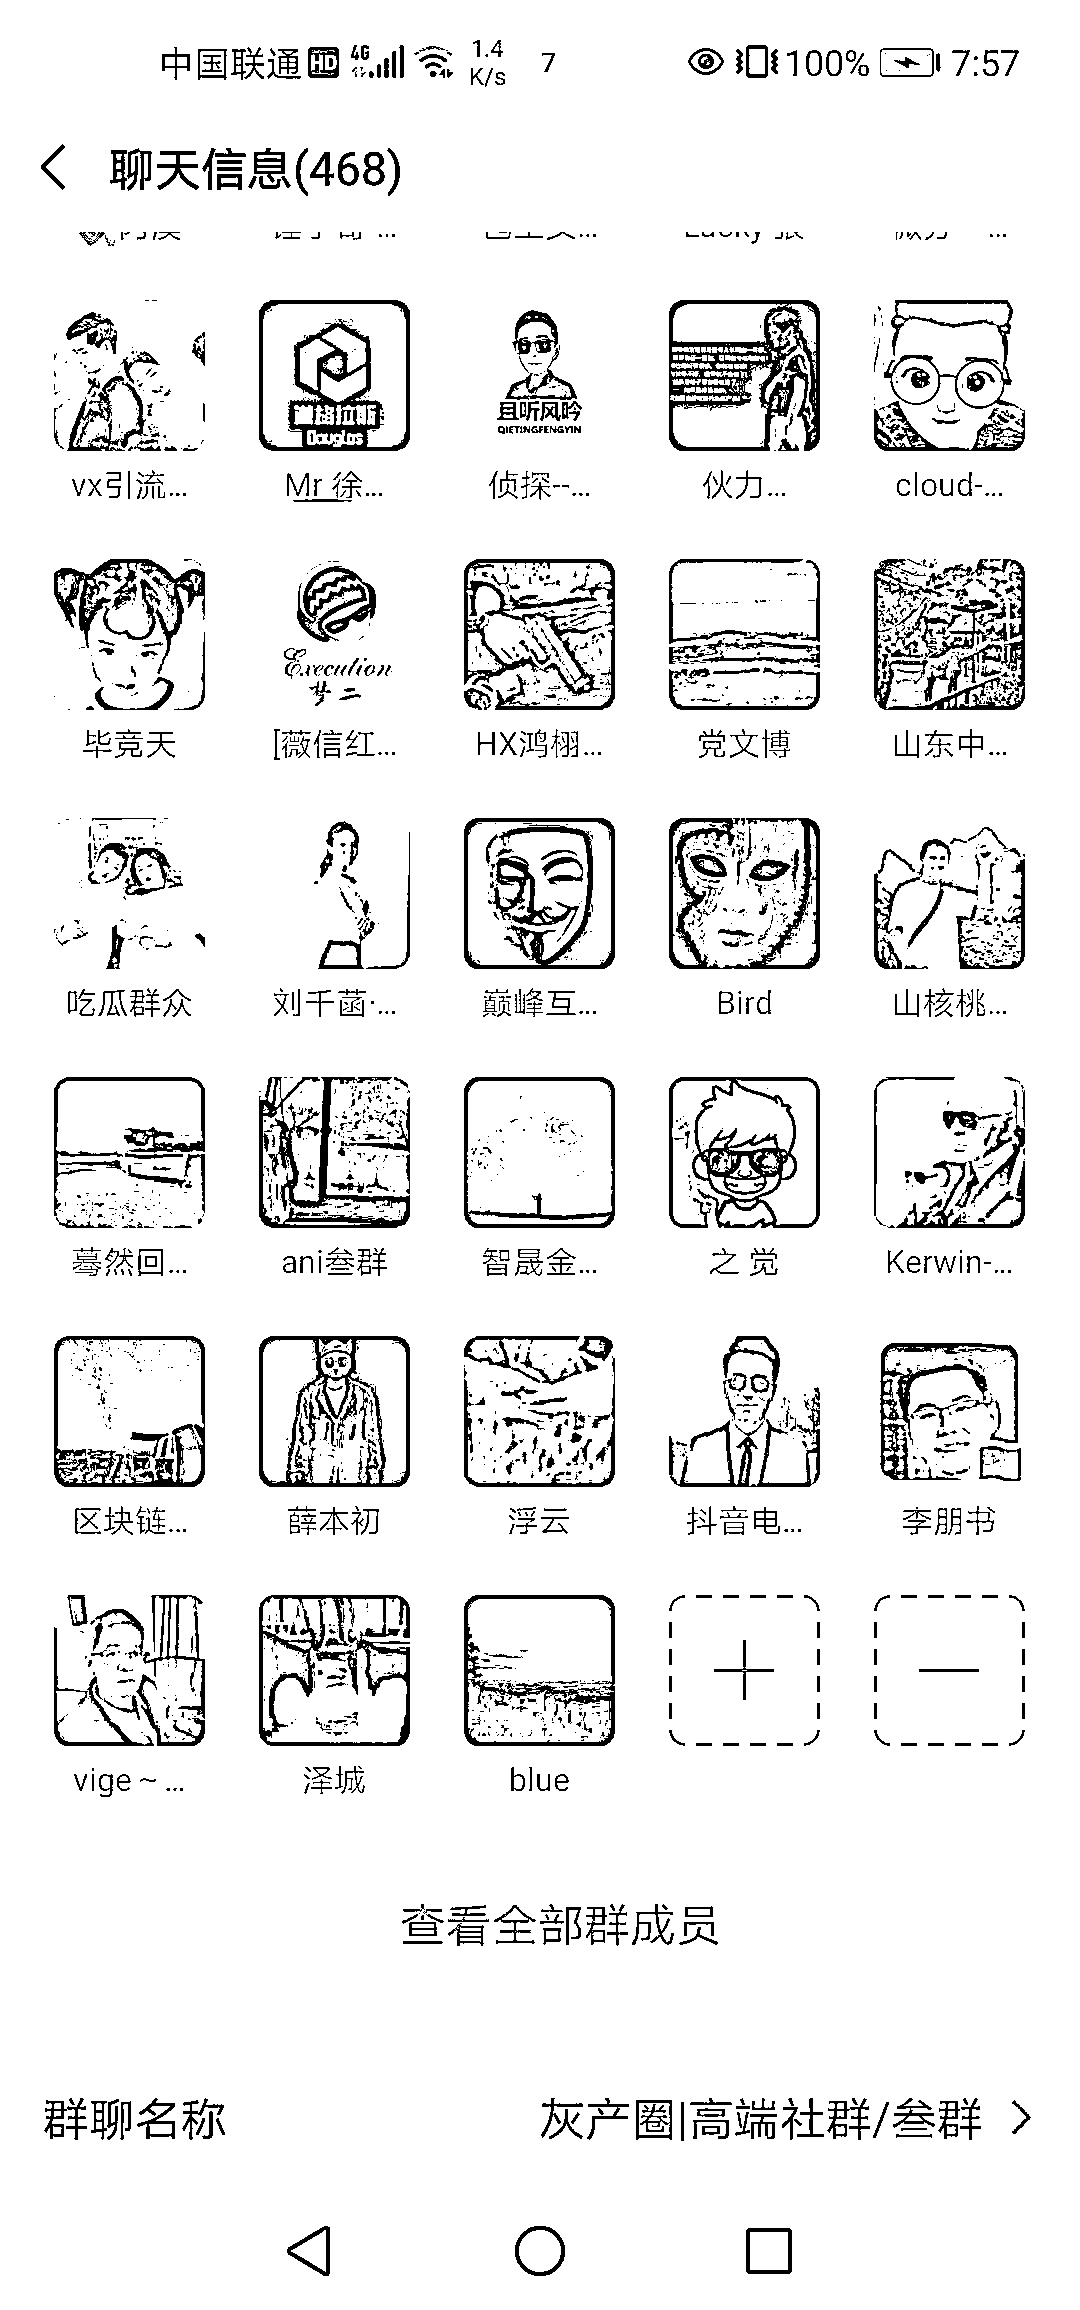 中国联通 HD 4G 1.4 K/s 7 100% 7:57
聊天信息(468)
道格拉斯
Douglas
且听风吟
QIETINGFENGYIN
vx引流... Mr 徐... 侦探--... 伙力... cloud-...
Execution
梦二
毕竞天 [薇信红... HX鸿栩... 党文博 山东中...
吃瓜群众 刘千菡·... 巅峰互... Bird 山核桃...
蓦然回... ani叁群 智晟金... 之 觉 Kerwin-...
区块链... 薛本初 浮云 抖音电... 李朋书
vige ~ ... 泽城 blue
查看全部群成员
群聊名称 灰产圈|高端社群/叁群